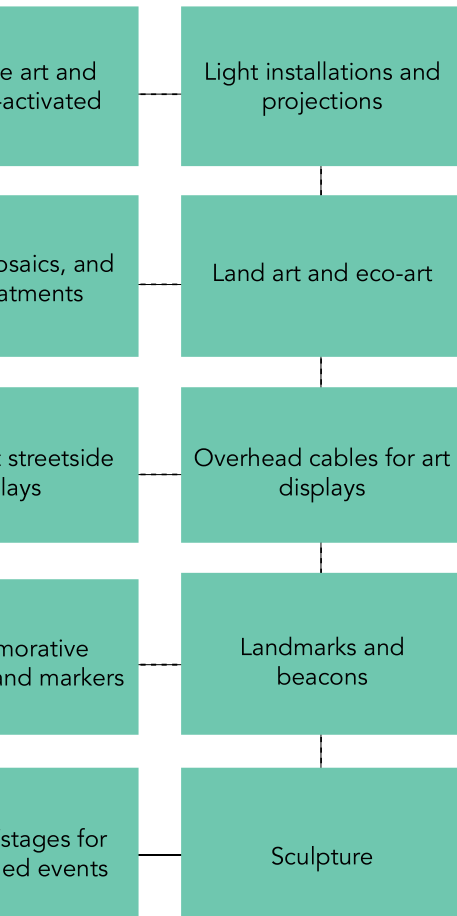 e art and
-activated
Light installations and
projections
osaics, and
atments
Land art and eco-art
streetside
lays
Overhead cables for art
displays
morative
and markers
Landmarks and
beacons
stages for
ed events
Sculpture